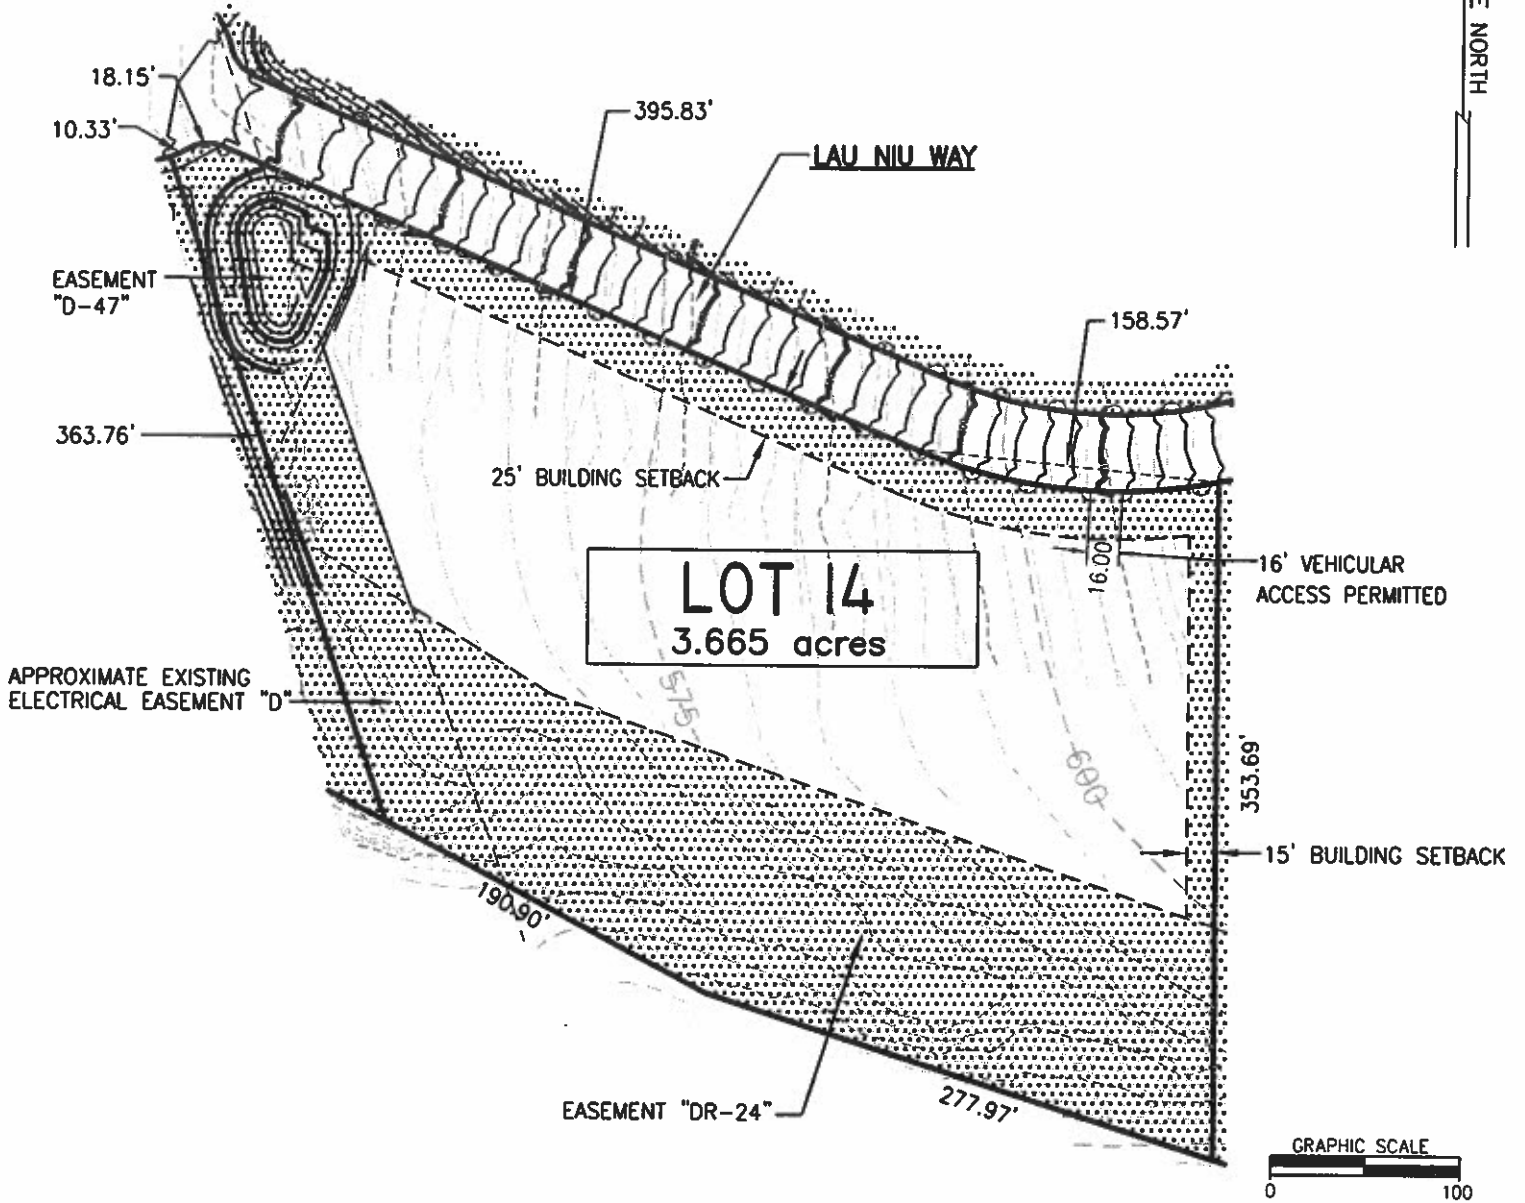 E NORTH
18.15'
10.33'
395.83'
LAU NIU WAY
EASEMENT
"D-47"
158.57'
363.76'
25' BUILDING SETBACK
16.00
16' VEHICULAR
ACCESS PERMITTED
LOT 14
3.665 acres
APPROXIMATE EXISTING
ELECTRICAL EASEMENT "D"
575
600
353.69'
15' BUILDING SETBACK
190.90'
EASEMENT "DR-24"
277.97'
GRAPHIC SCALE
0 100